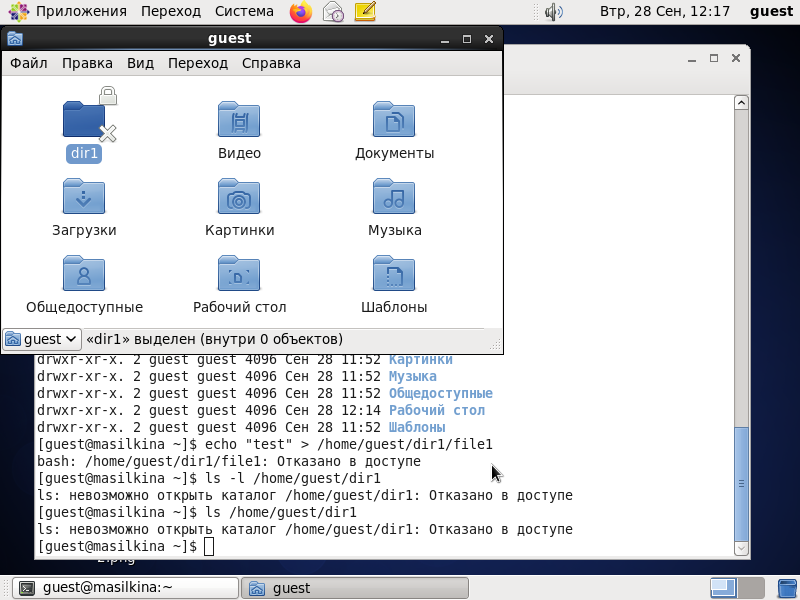 Приложения Переход Система Втр, 28 Сен, 12:17 guest
guest
Файл Правка Вид Переход Справка
dir1 Видео Документы
Загрузки Картинки Музыка
Общедоступные Рабочий стол Шаблоны
guest «dir1» выделен (внутри 0 объектов)
drwxr-xr-x. 2 guest guest 4096 Сен 28 11:52 Картинки
drwxr-xr-x. 2 guest guest 4096 Сен 28 11:52 Музыка
drwxr-xr-x. 2 guest guest 4096 Сен 28 11:52 Общедоступные
drwxr-xr-x. 2 guest guest 4096 Сен 28 12:14 Рабочий стол
drwxr-xr-x. 2 guest guest 4096 Сен 28 11:52 Шаблоны
[guest@masilkina ~]$ echo "test" > /home/guest/dir1/file1
bash: /home/guest/dir1/file1: Отказано в доступе
[guest@masilkina ~]$ ls -l /home/guest/dir1
ls: невозможно открыть каталог /home/guest/dir1: Отказано в доступе
[guest@masilkina ~]$ ls /home/guest/dir1
ls: невозможно открыть каталог /home/guest/dir1: Отказано в доступе
[guest@masilkina ~]$
guest@masilkina:~ guest